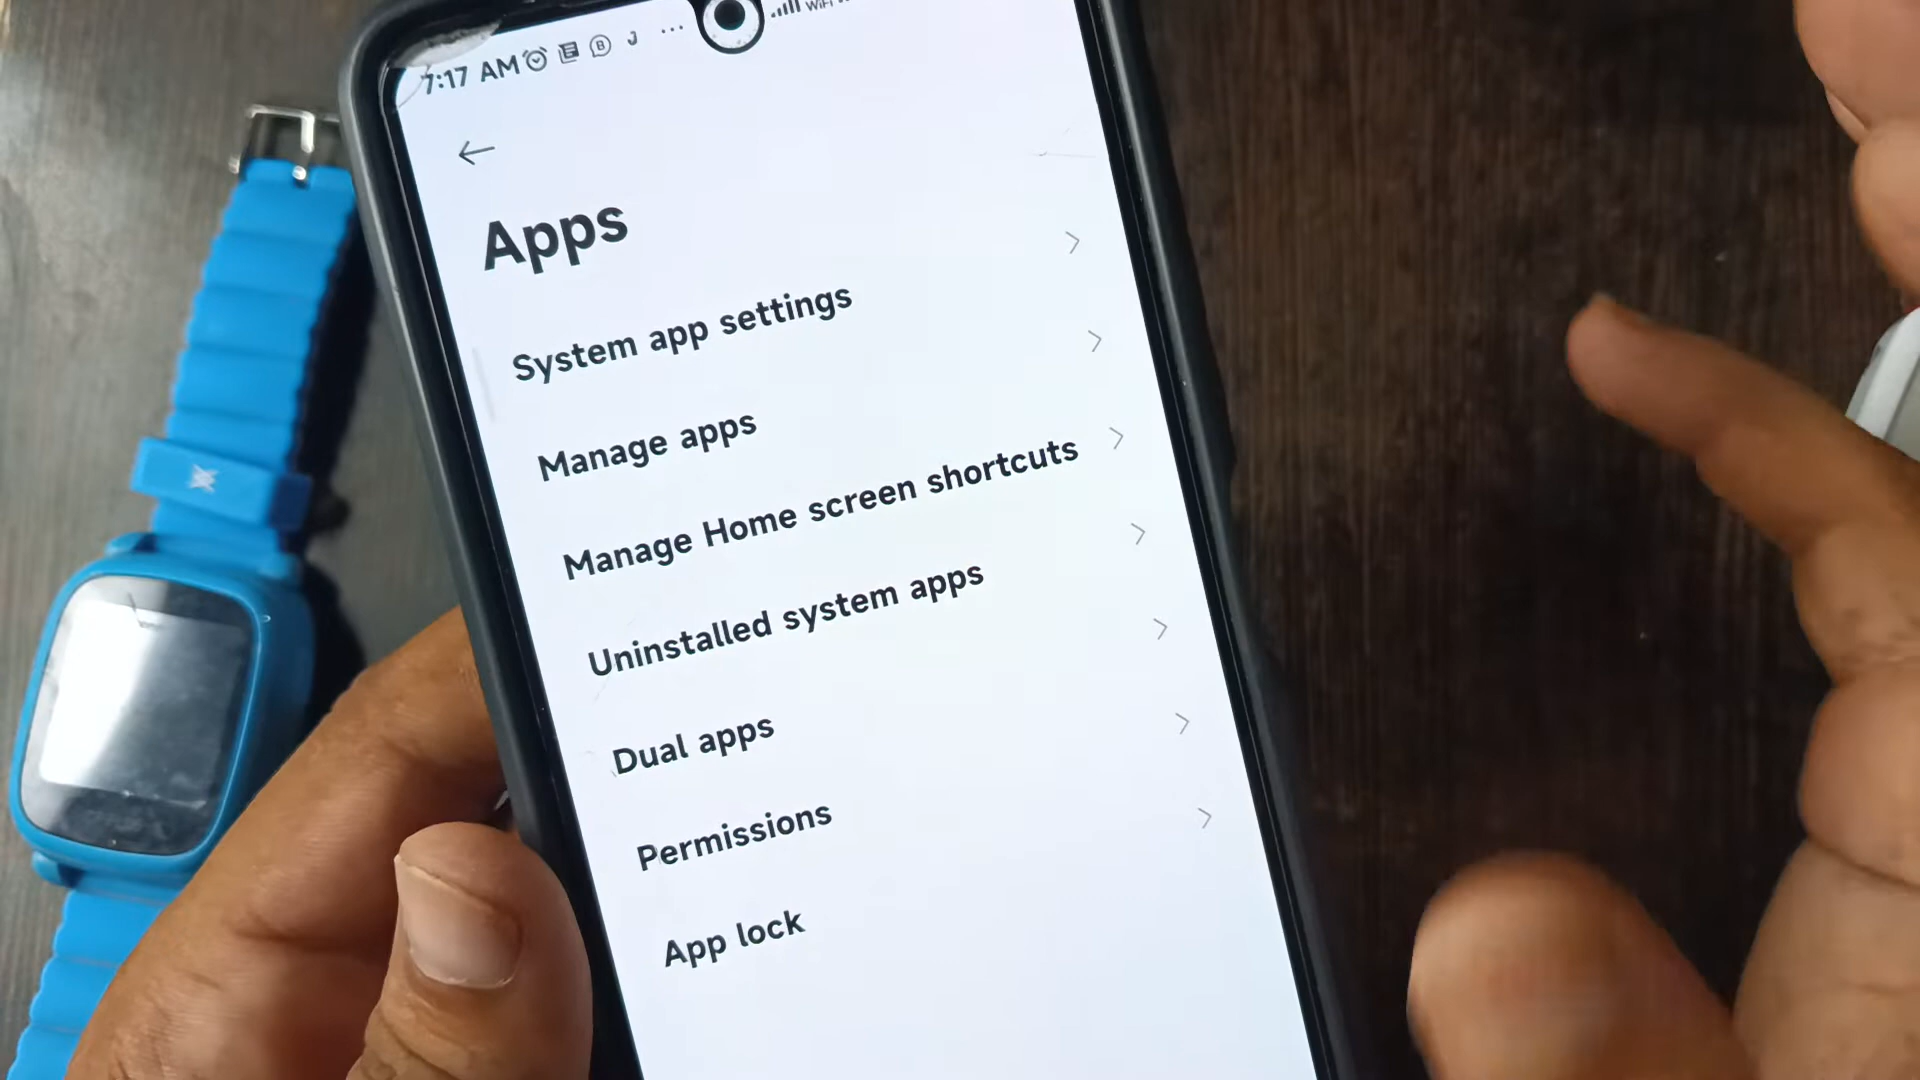 7:17 AM J ... WiFi
Apps
System app settings
Manage apps
Manage Home screen shortcuts
Uninstalled system apps
Dual apps
Permissions
App lock